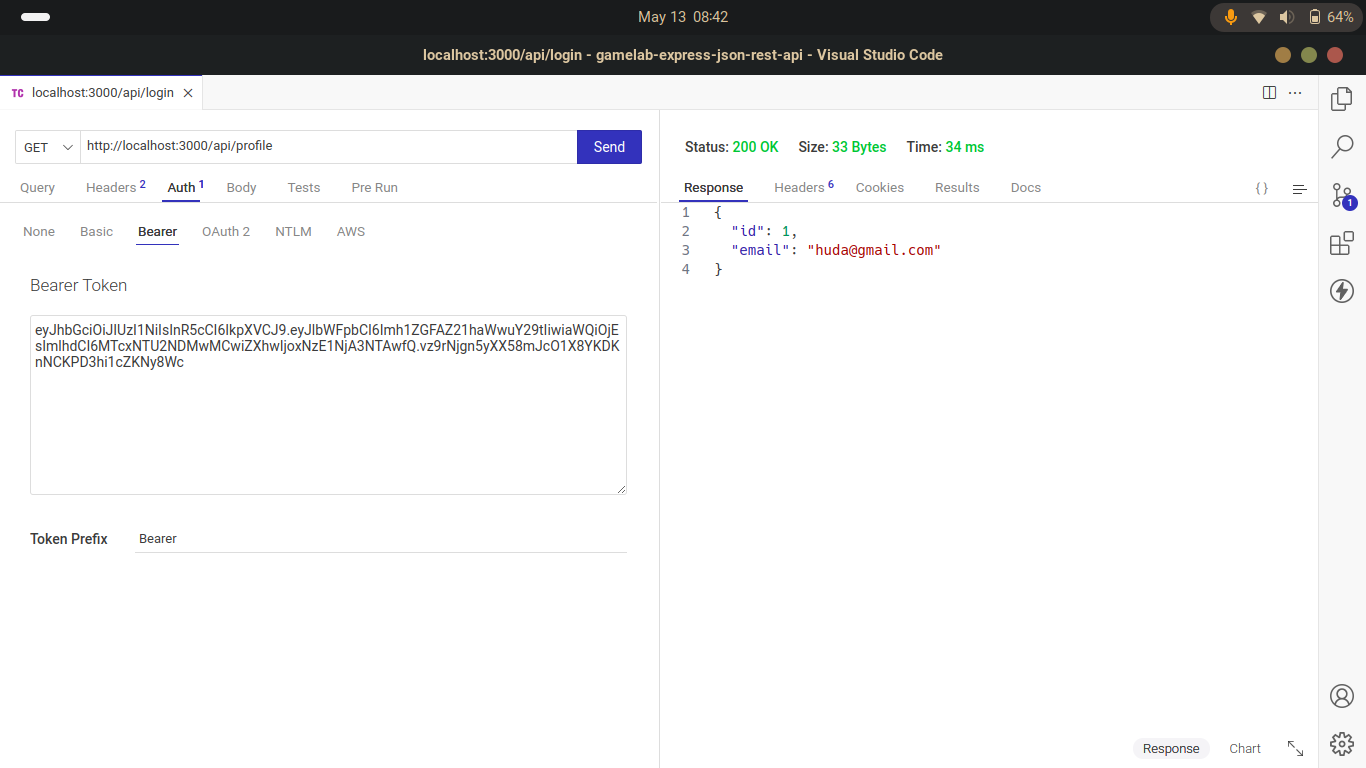 May 13 08:42
64%
localhost:3000/api/login - gamelab-express-json-rest-api - Visual Studio Code
TC localhost:3000/api/login
GET http://localhost:3000/api/profile Send
Query Headers 2 Auth 1 Body Tests Pre Run
None Basic Bearer OAuth 2 NTLM AWS
Bearer Token
eyJhbGciOiJIUzI1NiIsInR5cCI6IkpXVCJ9.eyJlbWFpbCI6Imh1ZGFAZ21haWwuY29tIiwiaWQiOjE
sImlhdCI6MTcxNTU2NDMwMCwiZXhwIjoxNzE1NjA3NTAwfQ.vz9rNjgn5yXX58mJcO1X8YKDK
nNCKPD3hi1cZKNy8Wc
Token Prefix Bearer
Status: 200 OK Size: 33 Bytes Time: 34 ms
Response Headers 6 Cookies Results Docs { }
1 {
2 "id": 1,
3 "email": "huda@gmail.com"
4 }
1
Response Chart